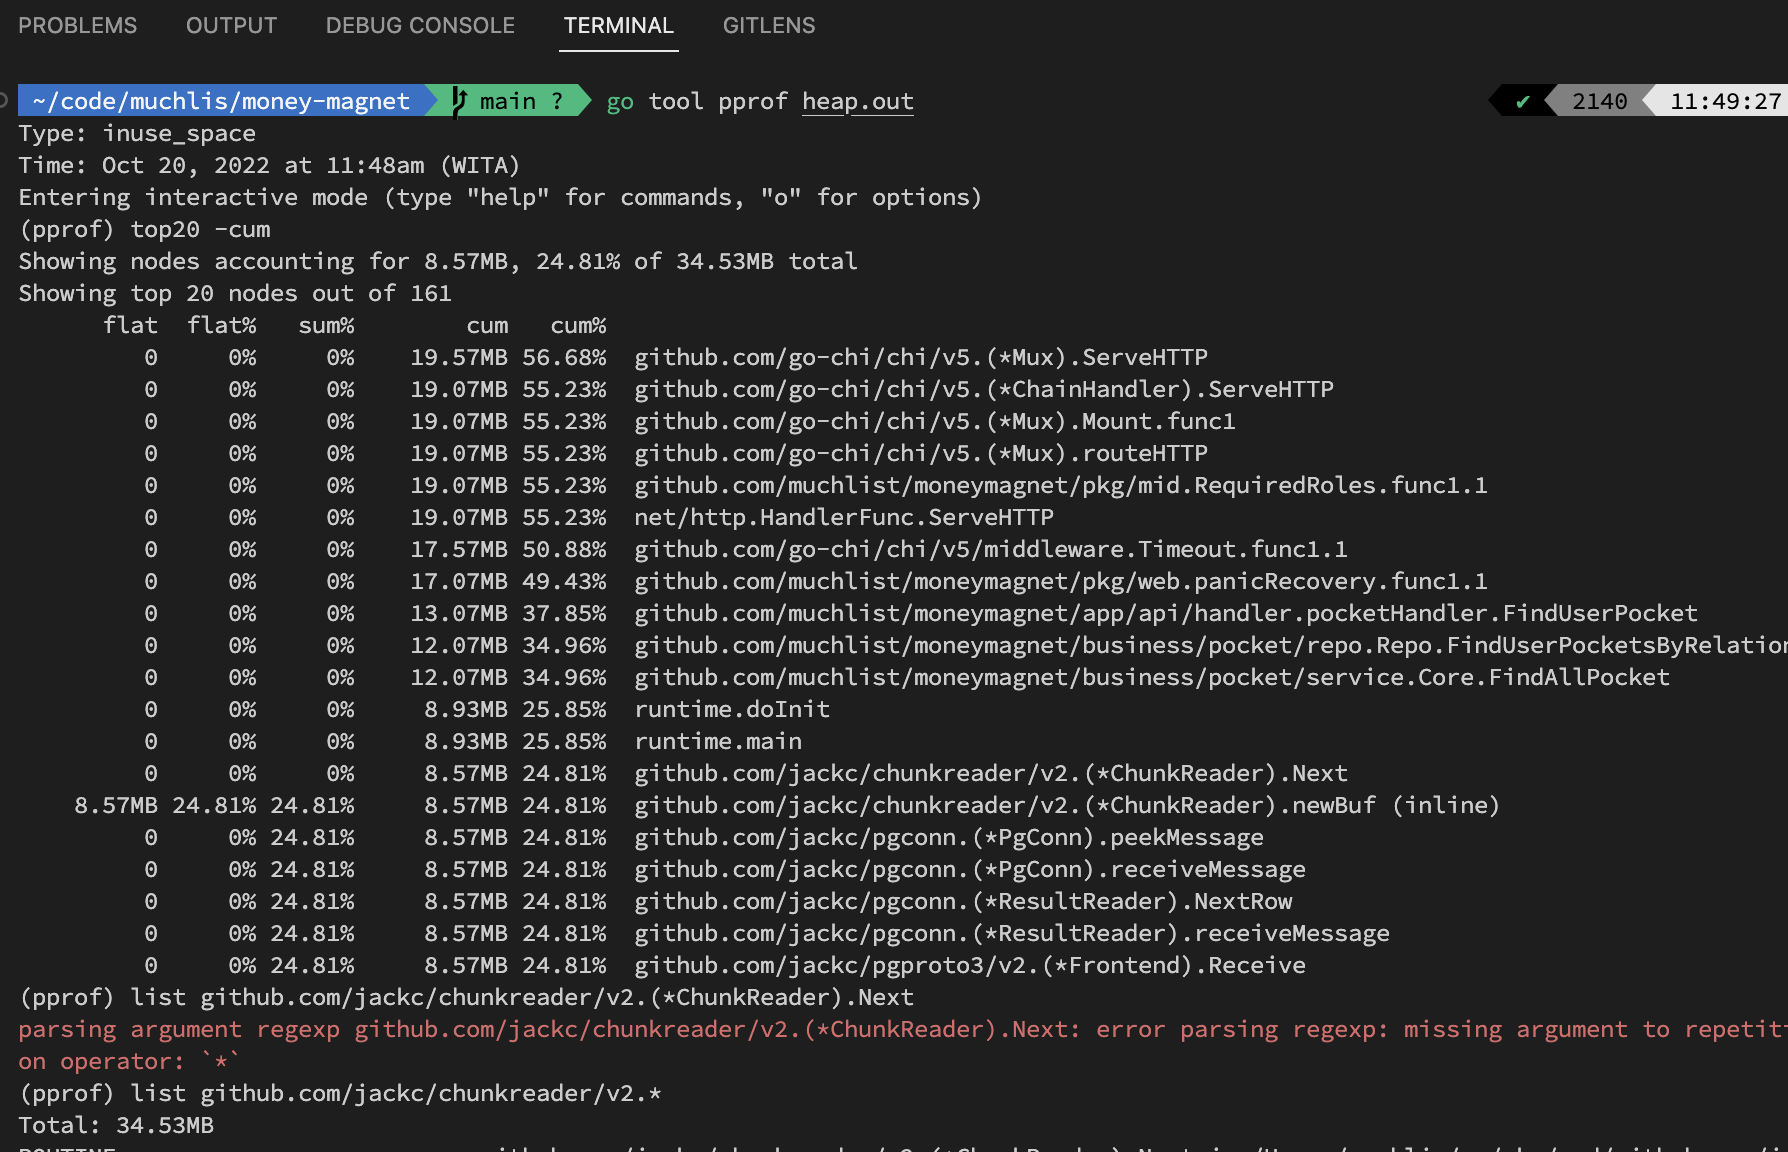 PROBLEMS OUTPUT DEBUG CONSOLE TERMINAL GITLENS
~/code/muchlis/money-magnet main ? go tool pprof heap.out ✔ 2140 11:49:27
Type: inuse_space
Time: Oct 20, 2022 at 11:48am (WITA)
Entering interactive mode (type "help" for commands, "o" for options)
(pprof) top20 -cum
Showing nodes accounting for 8.57MB, 24.81% of 34.53MB total
Showing top 20 nodes out of 161
flat flat% sum% cum cum%
0 0% 0% 19.57MB 56.68% github.com/go-chi/chi/v5.(*Mux).ServeHTTP
0 0% 0% 19.07MB 55.23% github.com/go-chi/chi/v5.(*ChainHandler).ServeHTTP
0 0% 0% 19.07MB 55.23% github.com/go-chi/chi/v5.(*Mux).Mount.func1
0 0% 0% 19.07MB 55.23% github.com/go-chi/chi/v5.(*Mux).routeHTTP
0 0% 0% 19.07MB 55.23% github.com/muchlist/moneymagnet/pkg/mid.RequiredRoles.func1.1
0 0% 0% 19.07MB 55.23% net/http.HandlerFunc.ServeHTTP
0 0% 0% 17.57MB 50.88% github.com/go-chi/chi/v5/middleware.Timeout.func1.1
0 0% 0% 17.07MB 49.43% github.com/muchlist/moneymagnet/pkg/web.panicRecovery.func1.1
0 0% 0% 13.07MB 37.85% github.com/muchlist/moneymagnet/app/api/handler.pocketHandler.FindUserPocket
0 0% 0% 12.07MB 34.96% github.com/muchlist/moneymagnet/business/pocket/repo.Repo.FindUserPocketsByRelation
0 0% 0% 12.07MB 34.96% github.com/muchlist/moneymagnet/business/pocket/service.Core.FindAllPocket
0 0% 0% 8.93MB 25.85% runtime.doInit
0 0% 0% 8.93MB 25.85% runtime.main
0 0% 0% 8.57MB 24.81% github.com/jackc/chunkreader/v2.(*ChunkReader).Next
8.57MB 24.81% 24.81% 8.57MB 24.81% github.com/jackc/chunkreader/v2.(*ChunkReader).newBuf (inline)
0 0% 24.81% 8.57MB 24.81% github.com/jackc/pgconn.(*PgConn).peekMessage
0 0% 24.81% 8.57MB 24.81% github.com/jackc/pgconn.(*PgConn).receiveMessage
0 0% 24.81% 8.57MB 24.81% github.com/jackc/pgconn.(*ResultReader).NextRow
0 0% 24.81% 8.57MB 24.81% github.com/jackc/pgconn.(*ResultReader).receiveMessage
0 0% 24.81% 8.57MB 24.81% github.com/jackc/pgproto3/v2.(*Frontend).Receive
(pprof) list github.com/jackc/chunkreader/v2.(*ChunkReader).Next
parsing argument regexp github.com/jackc/chunkreader/v2.(*ChunkReader).Next: error parsing regexp: missing argument to repetiti
on operator: `*`
(pprof) list github.com/jackc/chunkreader/v2.*
Total: 34.53MB